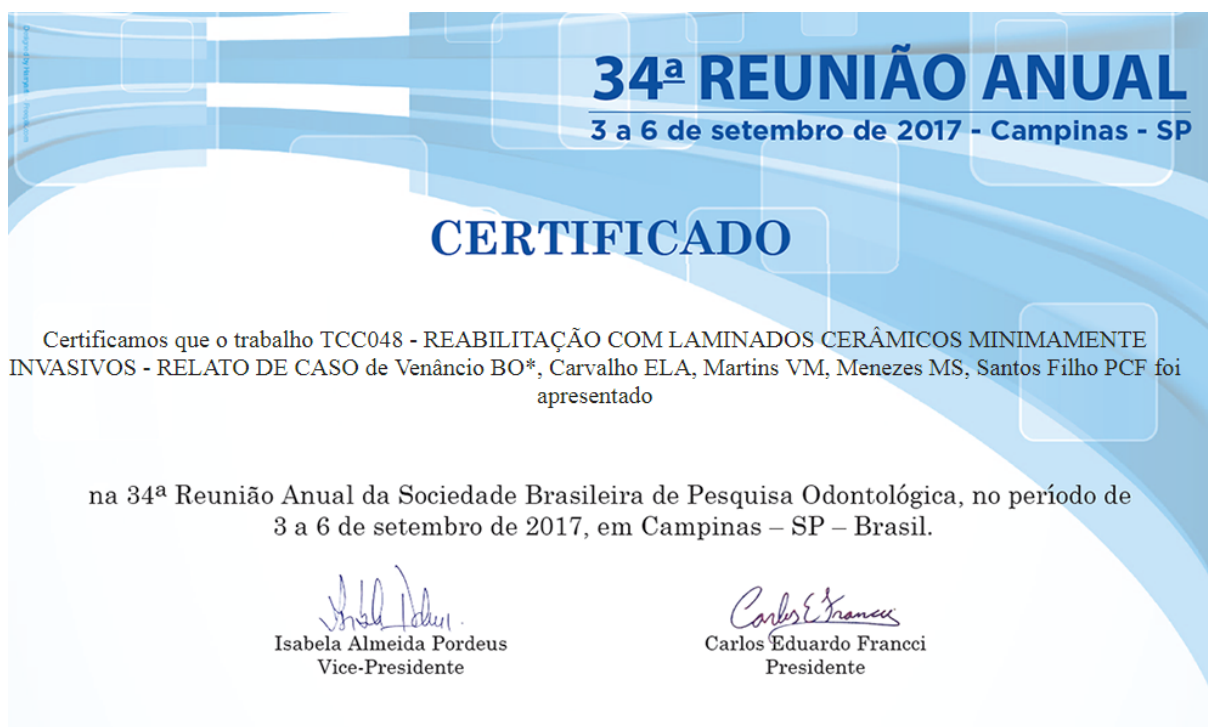 34ª REUNIÃO ANUAL
3 a 6 de setembro de 2017 - Campinas - SP
CERTIFICADO
Certificamos que o trabalho TCC048 - REABILITAÇÃO COM LAMINADOS CERÂMICOS MINIMAMENTE
INVASIVOS - RELATO DE CASO de Venâncio BO*, Carvalho ELA, Martins VM, Menezes MS, Santos Filho PCF foi
apresentado
na 34ª Reunião Anual da Sociedade Brasileira de Pesquisa Odontológica, no período de
3 a 6 de setembro de 2017, em Campinas – SP – Brasil.
Isabela Almeida Pordeus
Vice-Presidente
Carlos E Francci
Carlos Eduardo Francci
Presidente